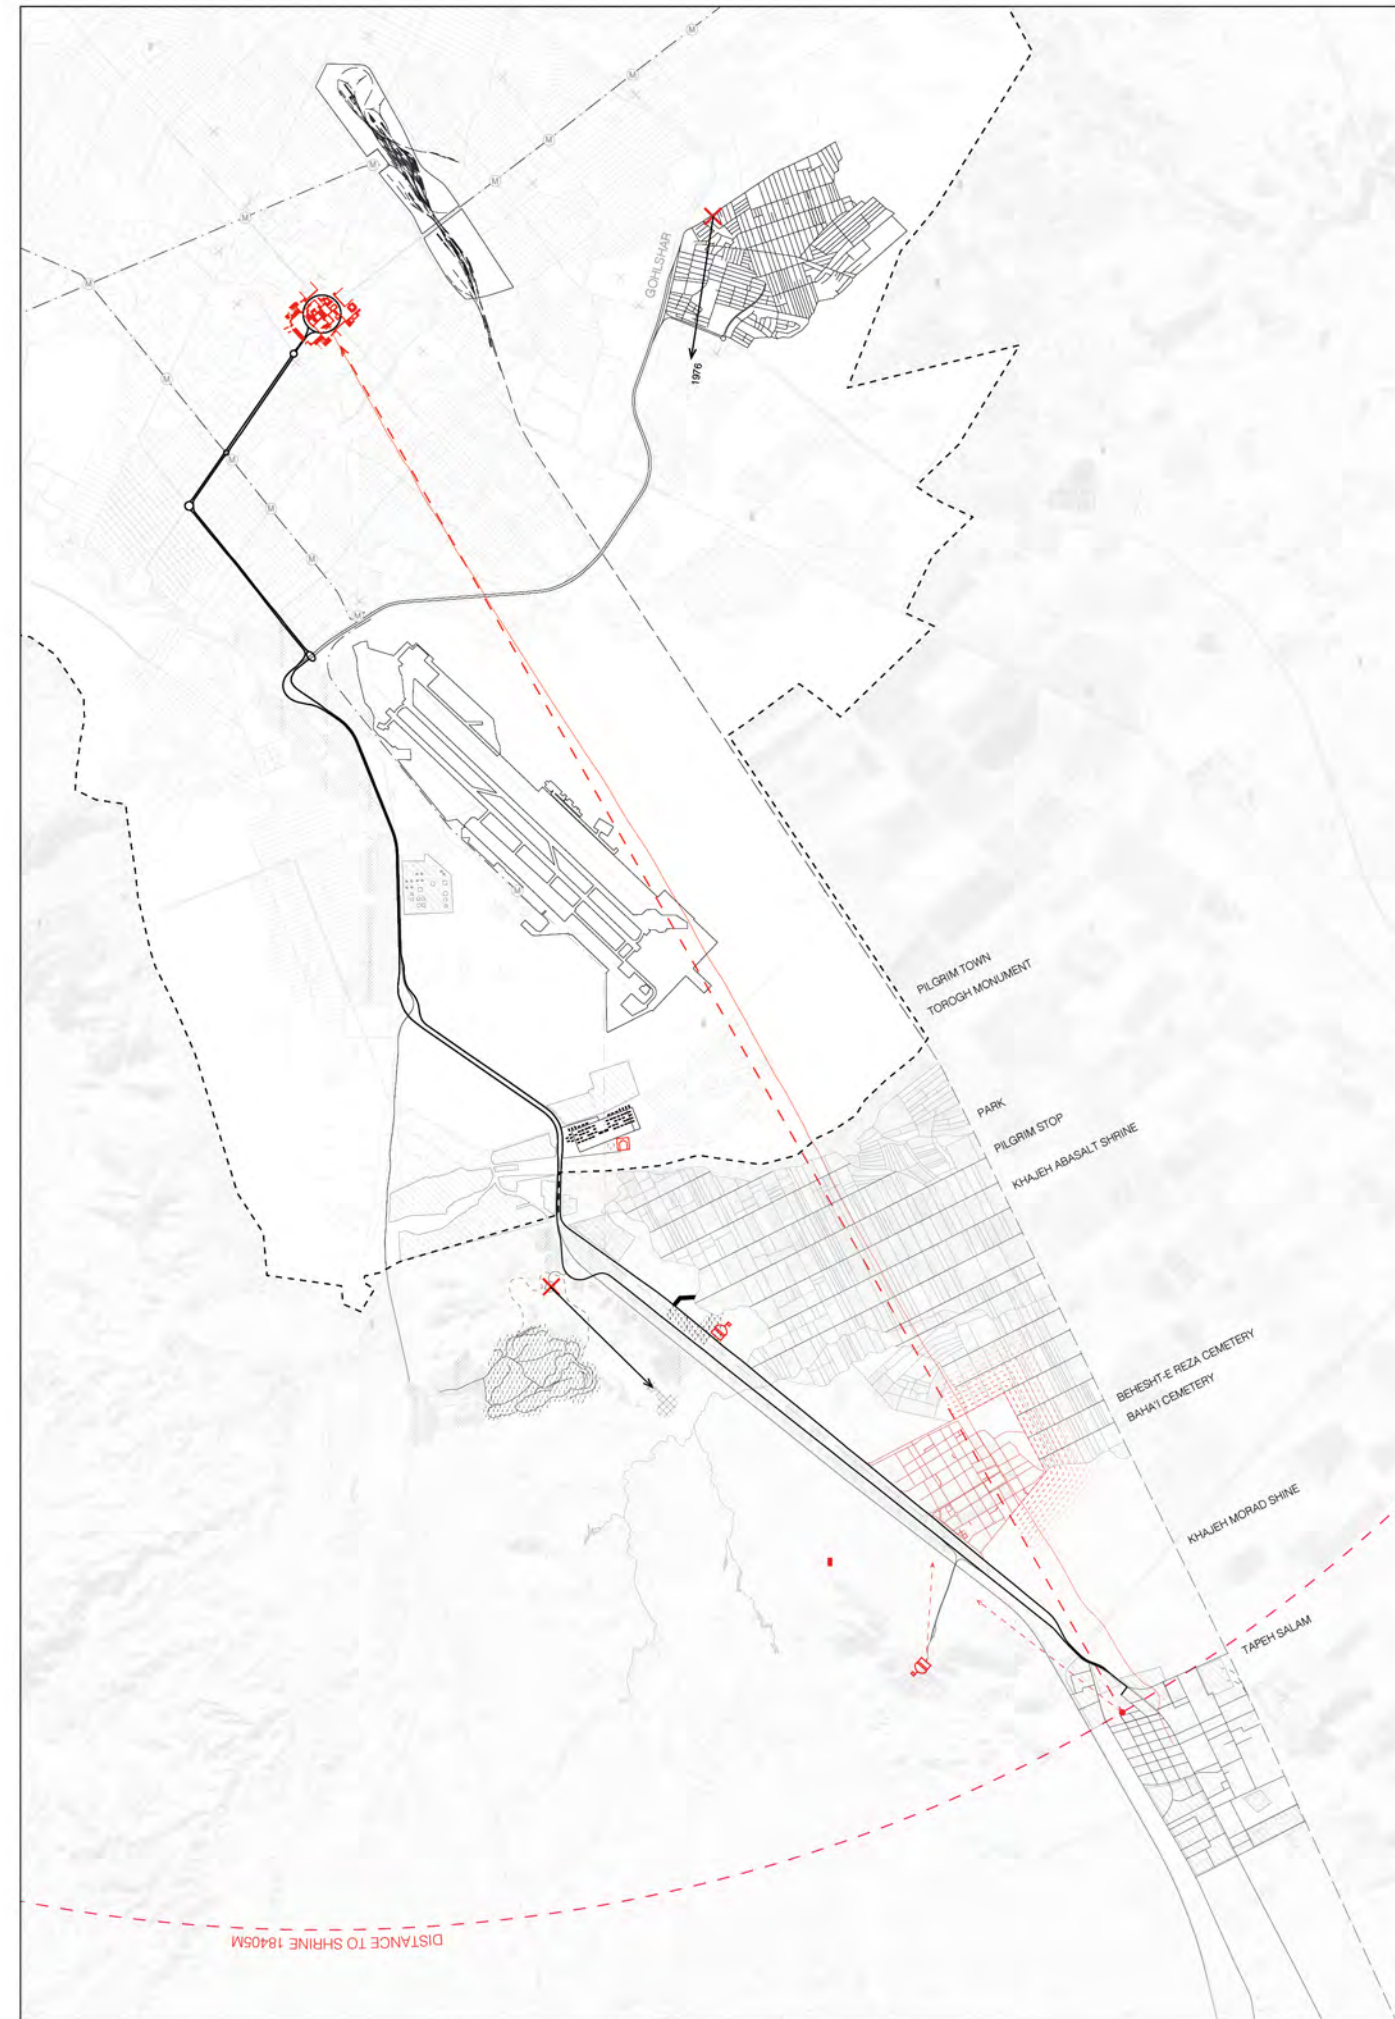 M
M
M
M
M
M
M
M
M
M
M
M
M
M
GOHLSHAR
1976
PILGRIM TOWN
TOROGH MONUMENT
PARK
PILGRIM STOP
KHAJEH ABASALT SHRINE
BEHESHT-E REZA CEMETERY
BAHA'I CEMETERY
KHAJEH MORAD SHINE
TAPEH SALAM
DISTANCE TO SHRINE 18405M